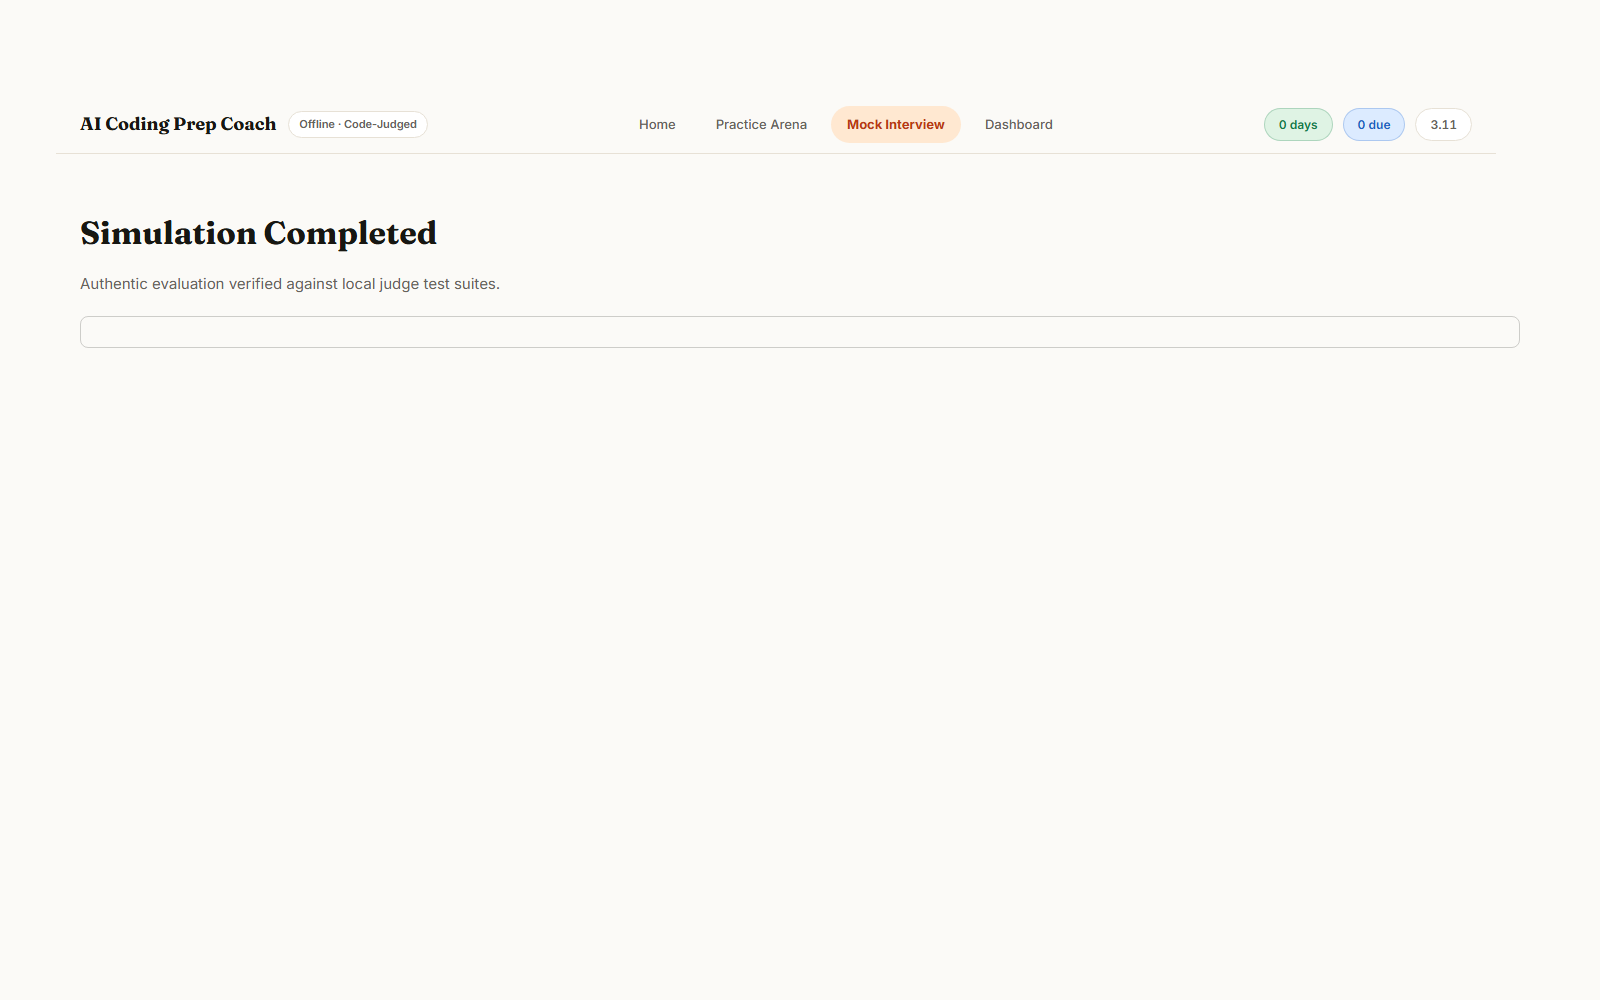 AI Coding Prep Coach Offline · Code-Judged Home Practice Arena Mock Interview Dashboard 0 days 0 due 3.11
Simulation Completed
Authentic evaluation verified against local judge test suites.